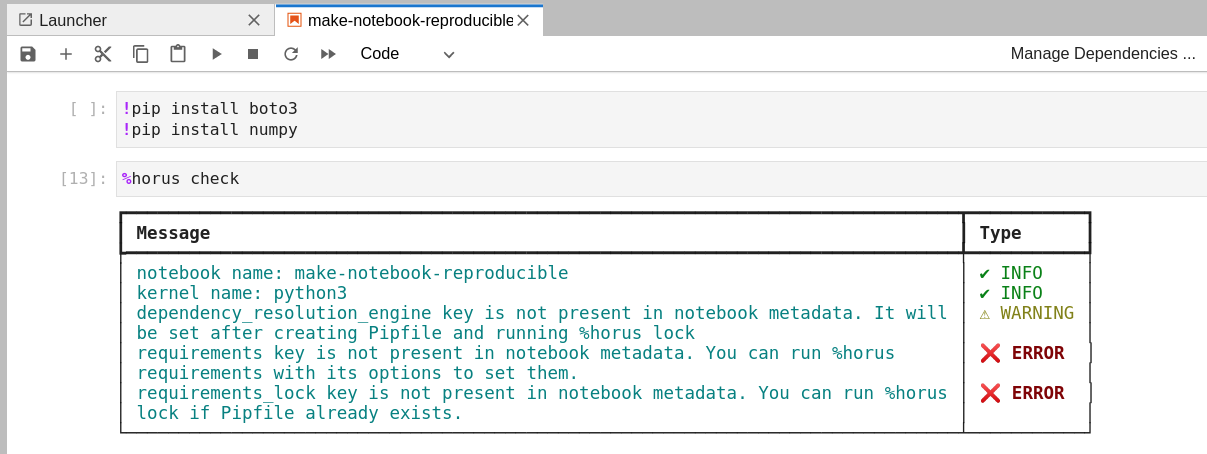 Launcher
make-notebook-reproducible
Code
Manage Dependencies ...
[ ]:
!pip install boto3
!pip install numpy
[13]:
%horus check
Message Type
notebook name: make-notebook-reproducible ✔ INFO
kernel name: python3 ✔ INFO
dependency_resolution_engine key is not present in notebook metadata. It will ⚠ WARNING
be set after creating Pipfile and running %horus lock
requirements key is not present in notebook metadata. You can run %horus ❌ ERROR
requirements with its options to set them.
requirements_lock key is not present in notebook metadata. You can run %horus ❌ ERROR
lock if Pipfile already exists.